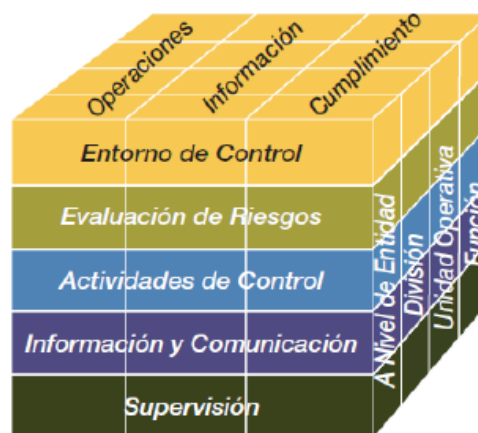 Operaciones
Información
Cumplimiento
Entorno de Control
Evaluación de Riesgos
Actividades de Control
Información y Comunicación
Supervisión
A Nivel de Entidad
División
Unidad Operativa
Función